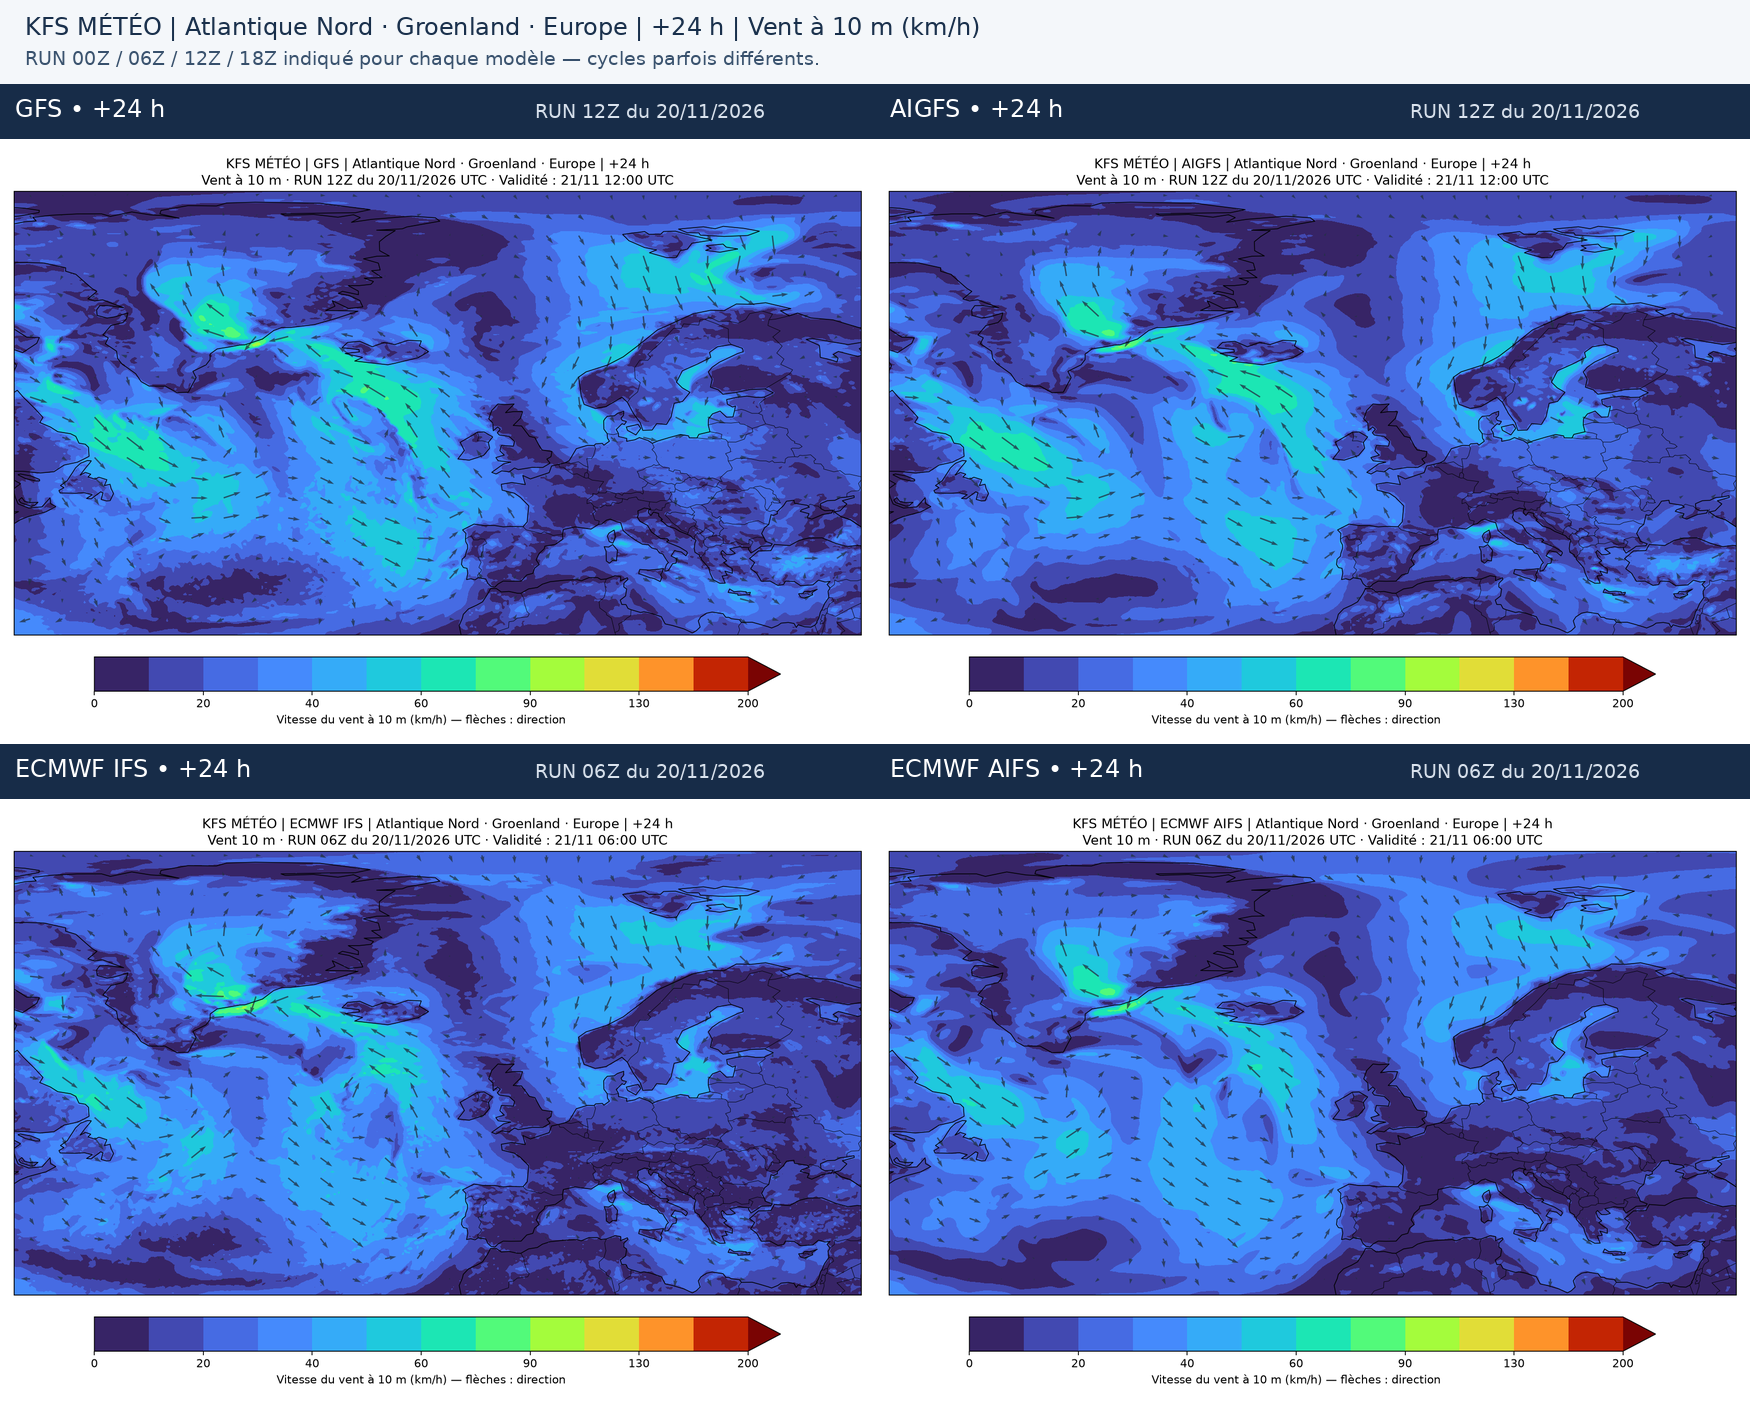 KFS MÉTÉO | Atlantique Nord · Groenland · Europe | +24 h | Vent à 10 m (km/h)
RUN 00Z / 06Z / 12Z / 18Z indiqué pour chaque modèle — cycles parfois différents.
GFS • +24 h
RUN 12Z du 20/11/2026
KFS MÉTÉO | GFS | Atlantique Nord · Groenland · Europe | +24 h
Vent à 10 m · RUN 12Z du 20/11/2026 UTC · Validité : 21/11 12:00 UTC
0 20 40 60 90 130 200
Vitesse du vent à 10 m (km/h) — flèches : direction
AIGFS • +24 h
RUN 12Z du 20/11/2026
KFS MÉTÉO | AIGFS | Atlantique Nord · Groenland · Europe | +24 h
Vent à 10 m · RUN 12Z du 20/11/2026 UTC · Validité : 21/11 12:00 UTC
0 20 40 60 90 130 200
Vitesse du vent à 10 m (km/h) — flèches : direction
ECMWF IFS • +24 h
RUN 06Z du 20/11/2026
KFS MÉTÉO | ECMWF IFS | Atlantique Nord · Groenland · Europe | +24 h
Vent 10 m · RUN 06Z du 20/11/2026 UTC · Validité : 21/11 06:00 UTC
0 20 40 60 90 130 200
Vitesse du vent à 10 m (km/h) — flèches : direction
ECMWF AIFS • +24 h
RUN 06Z du 20/11/2026
KFS MÉTÉO | ECMWF AIFS | Atlantique Nord · Groenland · Europe | +24 h
Vent 10 m · RUN 06Z du 20/11/2026 UTC · Validité : 21/11 06:00 UTC
0 20 40 60 90 130 200
Vitesse du vent à 10 m (km/h) — flèches : direction